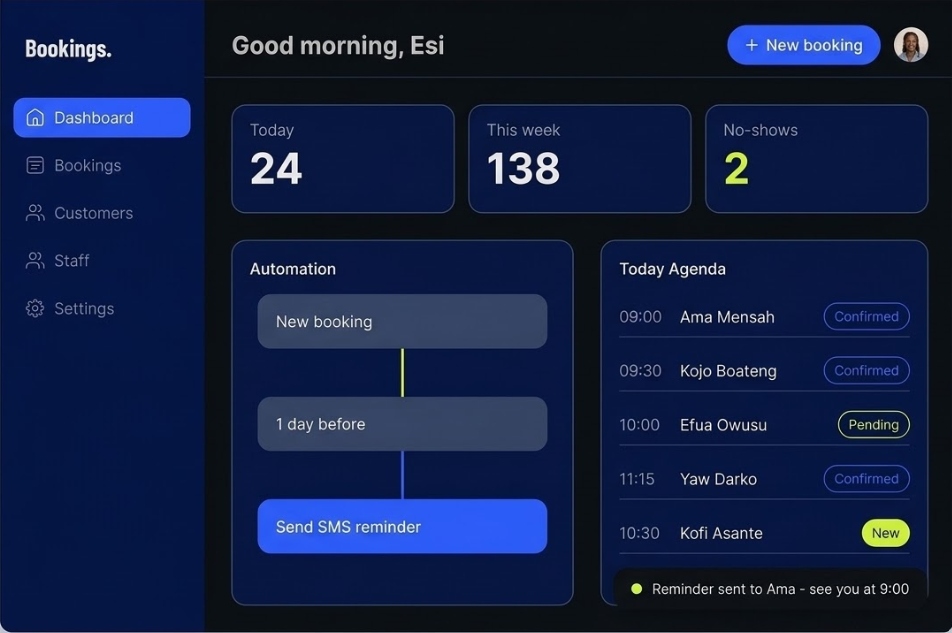 Bookings.
Good morning, Esi
+ New booking
Dashboard
Bookings
Customers
Staff
Settings
Today
24
This week
138
No-shows
2
Automation
New booking
1 day before
Send SMS reminder
Today Agenda
09:00 Ama Mensah Confirmed
09:30 Kojo Boateng Confirmed
10:00 Efua Owusu Pending
11:15 Yaw Darko Confirmed
10:30 Kofi Asante New
Reminder sent to Ama - see you at 9:00